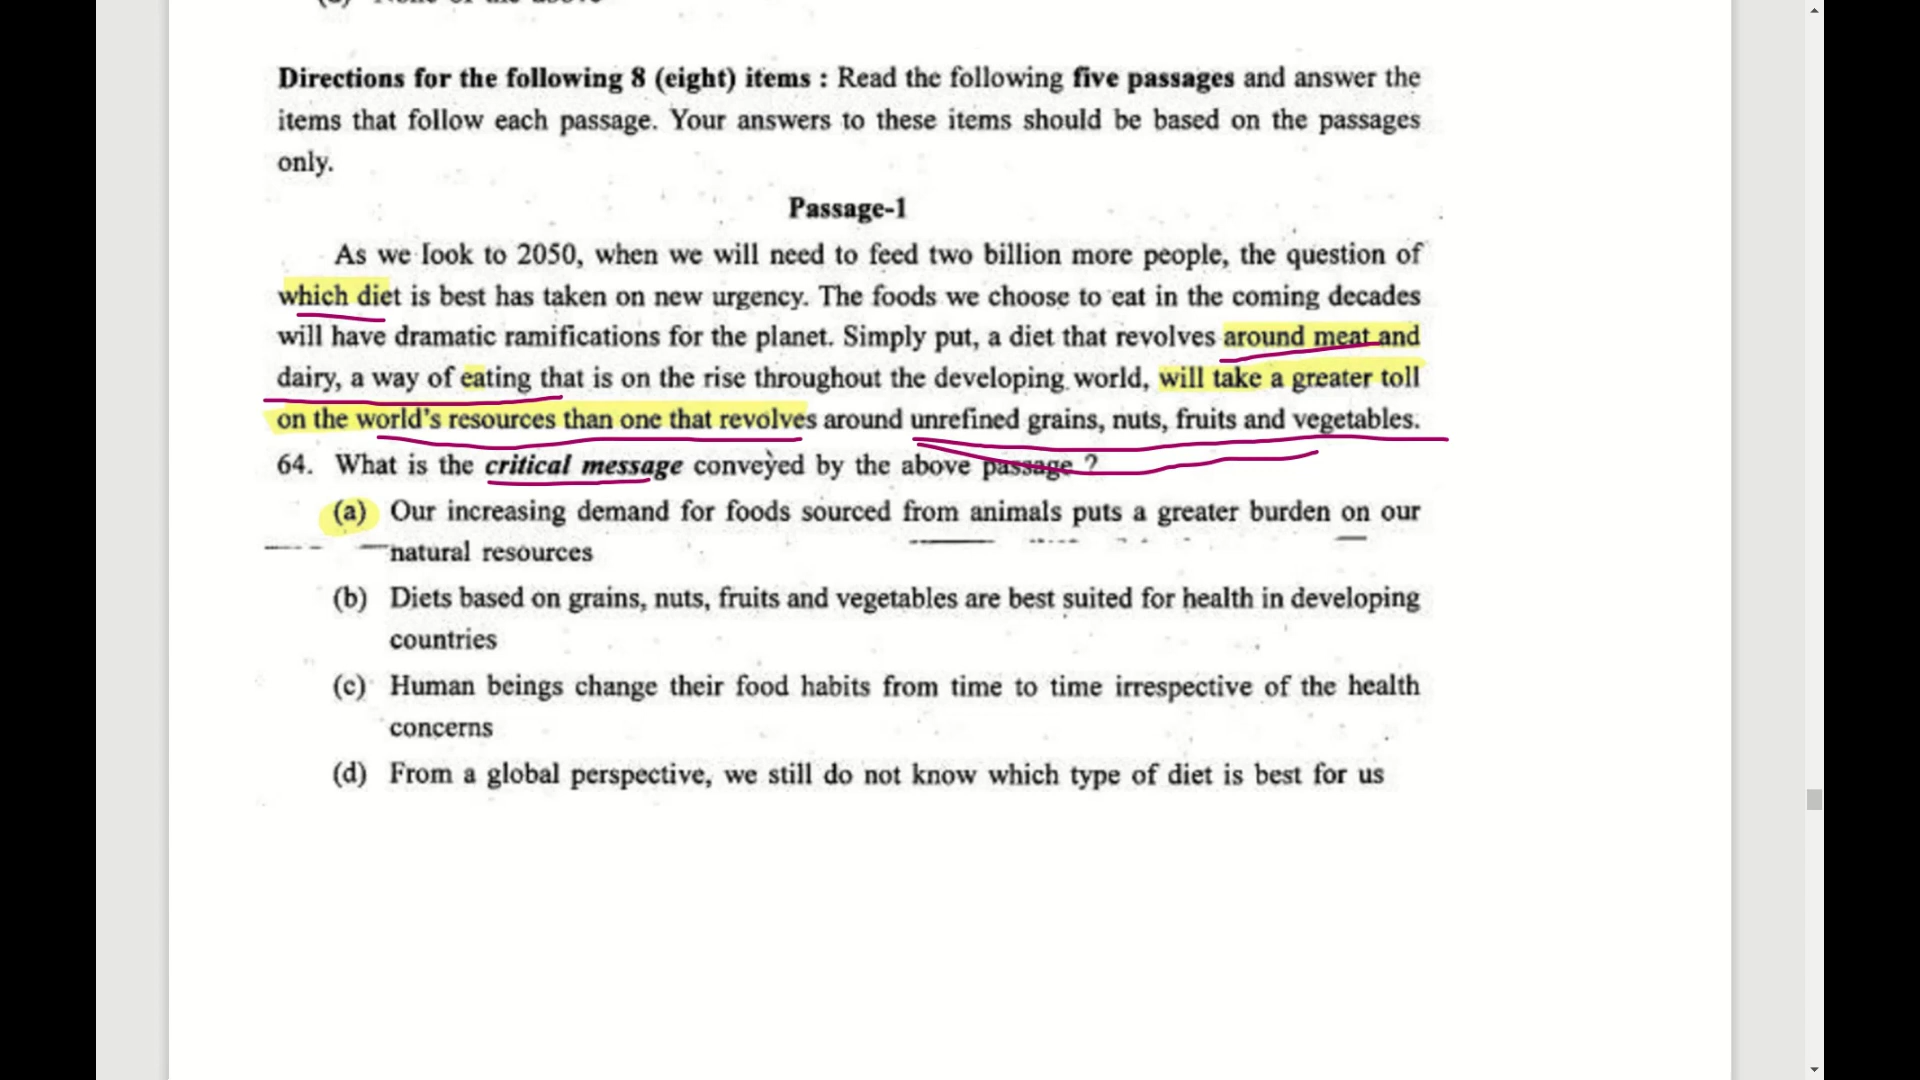 Directions for the following 8 (eight) items : Read the following five passages and answer the
items that follow each passage. Your answers to these items should be based on the passages
only.
Passage-1
As we look to 2050, when we will need to feed two billion more people, the question of
which diet is best has taken on new urgency. The foods we choose to eat in the coming decades
will have dramatic ramifications for the planet. Simply put, a diet that revolves around meat and
dairy, a way of eating that is on the rise throughout the developing world, will take a greater toll
on the world's resources than one that revolves around unrefined grains, nuts, fruits and vegetables.
64. What is the critical message conveyed by the above passage ?
(a) Our increasing demand for foods sourced from animals puts a greater burden on our
natural resources
(b) Diets based on grains, nuts, fruits and vegetables are best suited for health in developing
countries
(c) Human beings change their food habits from time to time irrespective of the health
concerns
(d) From a global perspective, we still do not know which type of diet is best for us